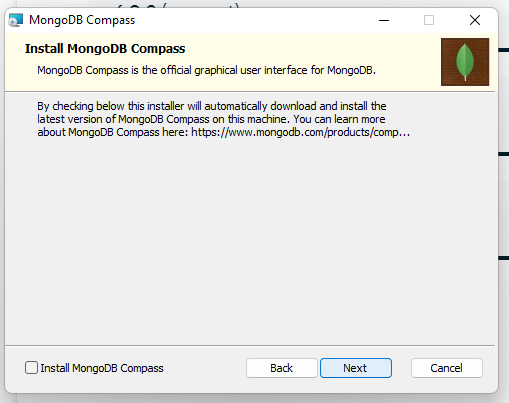 MongoDB Compass
Install MongoDB Compass
MongoDB Compass is the official graphical user interface for MongoDB.
By checking below this installer will automatically download and install the
latest version of MongoDB Compass on this machine. You can learn more
about MongoDB Compass here: https://www.mongodb.com/products/comp...
Install MongoDB Compass
Back
Next
Cancel